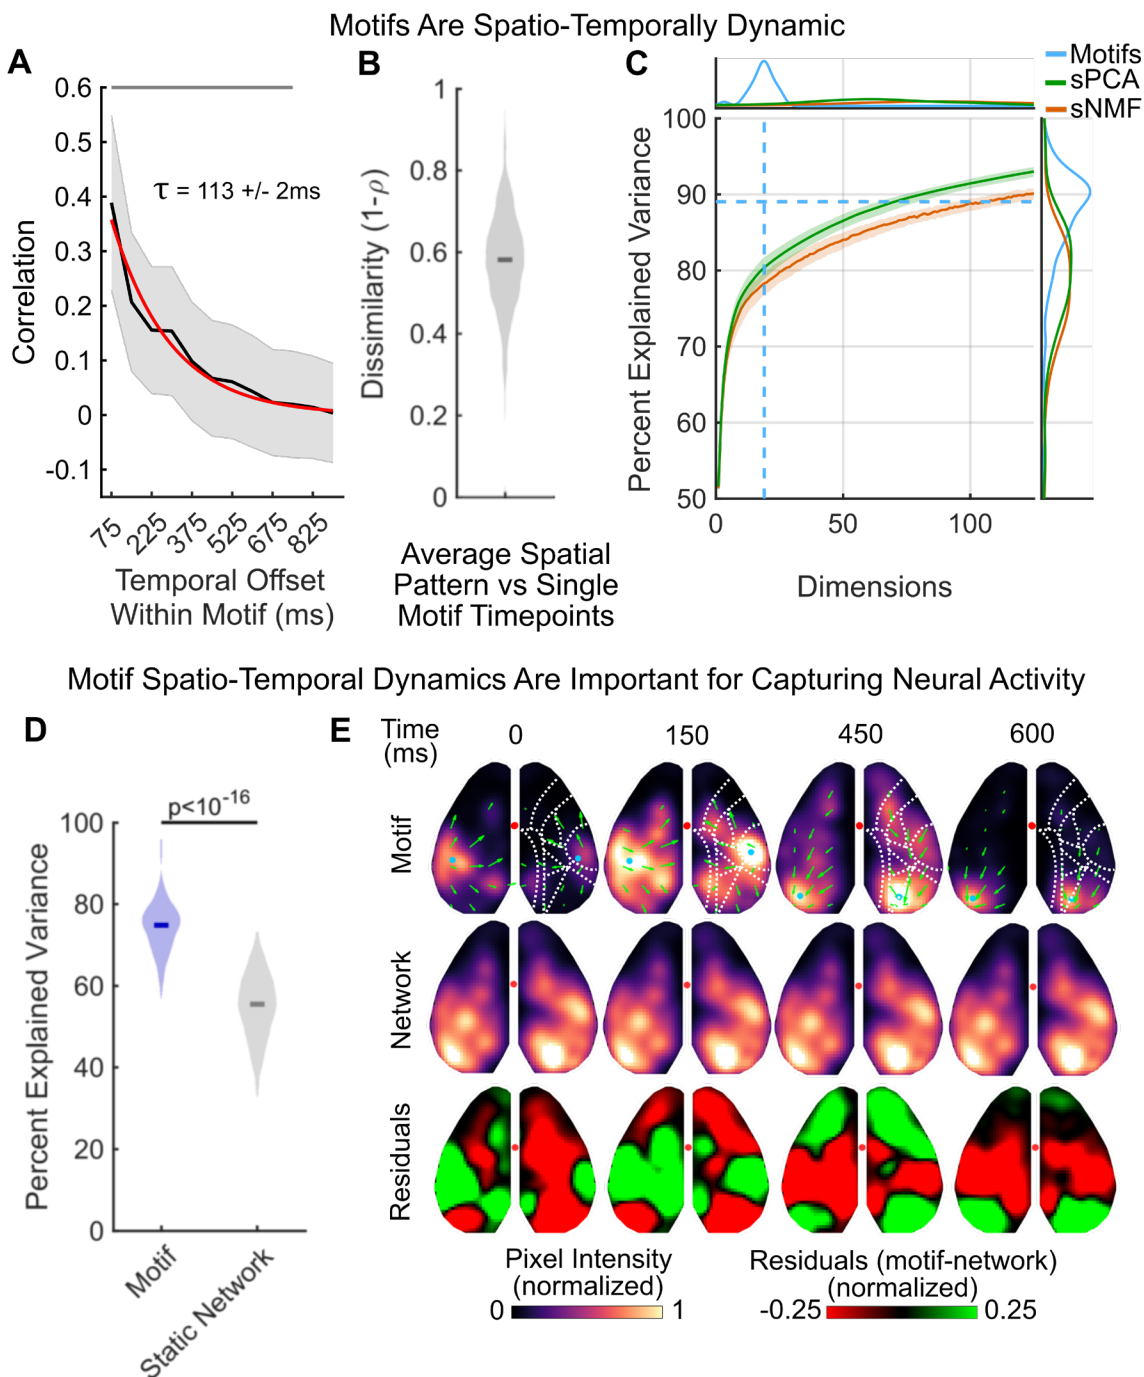 Motifs Are Spatio-Temporally Dynamic
A
0.6
0.5
0.4
0.3
0.2
0.1
0
-0.1
Correlation
τ = 113 +/- 2ms
75
225
375
525
675
825
Temporal Offset
Within Motif (ms)
B
1
0.8
0.6
0.4
0.2
0
Dissimilarity (1-ρ)
Average Spatial
Pattern vs Single
Motif Timepoints
C
Motifs
sPCA
sNMF
100
90
80
70
60
50
Percent Explained Variance
0
50
100
Dimensions
Motif Spatio-Temporal Dynamics Are Important for Capturing Neural Activity
D
p<10⁻¹⁶
100
80
60
40
20
0
Percent Explained Variance
Motif
Static Network
E
Time
(ms)
0
150
450
600
Motif
Network
Residuals
Pixel Intensity
(normalized)
0
1
Residuals (motif-network)
(normalized)
-0.25
0.25